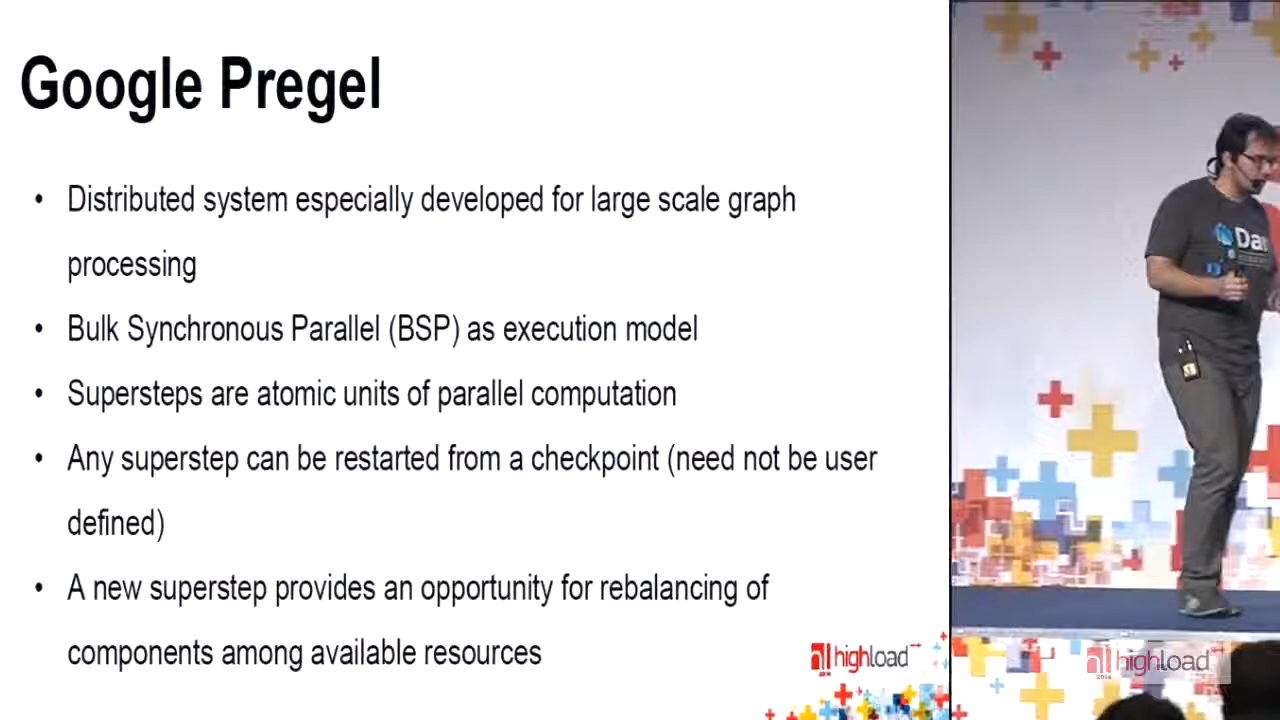 Google Pregel
• Distributed system especially developed for large scale graph
processing
• Bulk Synchronous Parallel (BSP) as execution model
• Supersteps are atomic units of parallel computation
• Any superstep can be restarted from a checkpoint (need not be user
defined)
• A new superstep provides an opportunity for rebalancing of
components among available resources
highload
2014
highload
2014